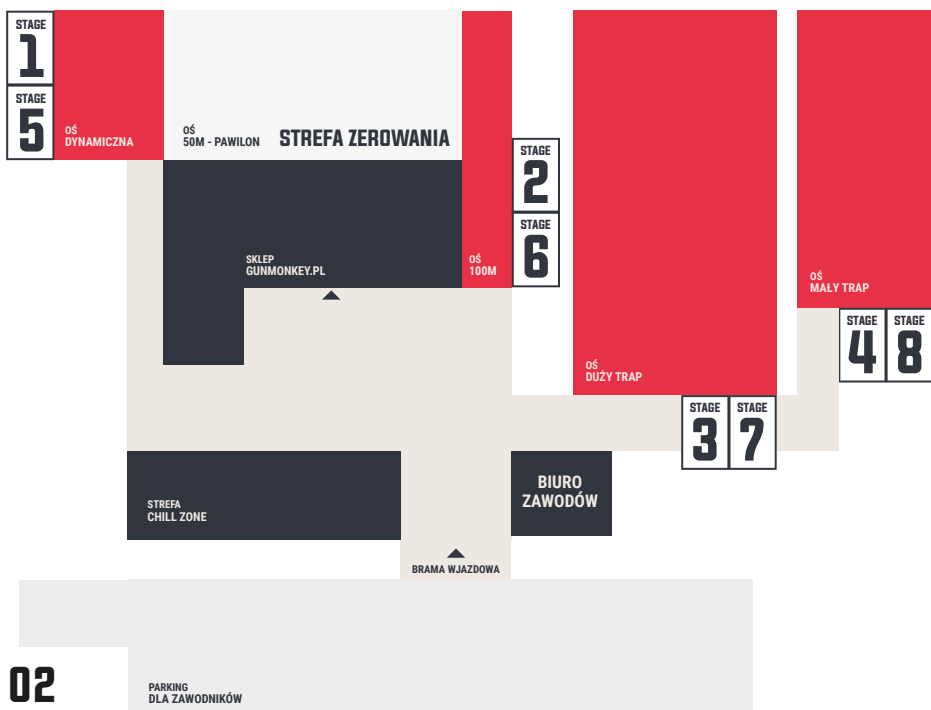 STAGE
1
STAGE
5
OŚ
DYNAMICZNA
OŚ
50M - PAWILON
STREFA ZEROWANIA
STAGE
2
STAGE
6
SKLEP
GUNMONKEY.PL
OŚ
100M
OŚ
MAŁY TRAP
STAGE
4
STAGE
8
OŚ
DUŻY TRAP
STAGE
3
STAGE
7
BIURO
ZAWODÓW
STREFA
CHILL ZONE
BRAMA WJAZDOWA
02
PARKING
DLA ZAWODNIKÓW